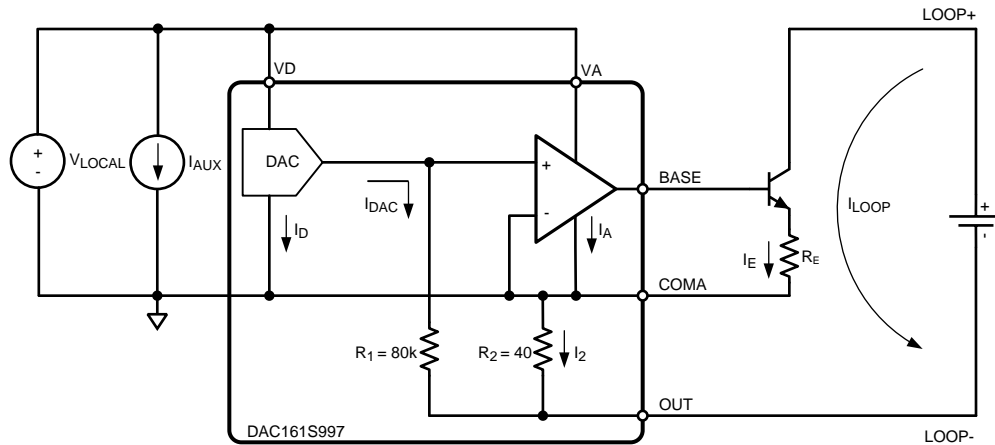 LOOP+
VD
VA
+
-
VLOCAL
IAUX
DAC
+
-
BASE
IDAC
ID
IA
ILOOP
+
-
IE
RE
COMA
R1 = 80k
R2 = 40
I2
OUT
DAC161S997
LOOP-